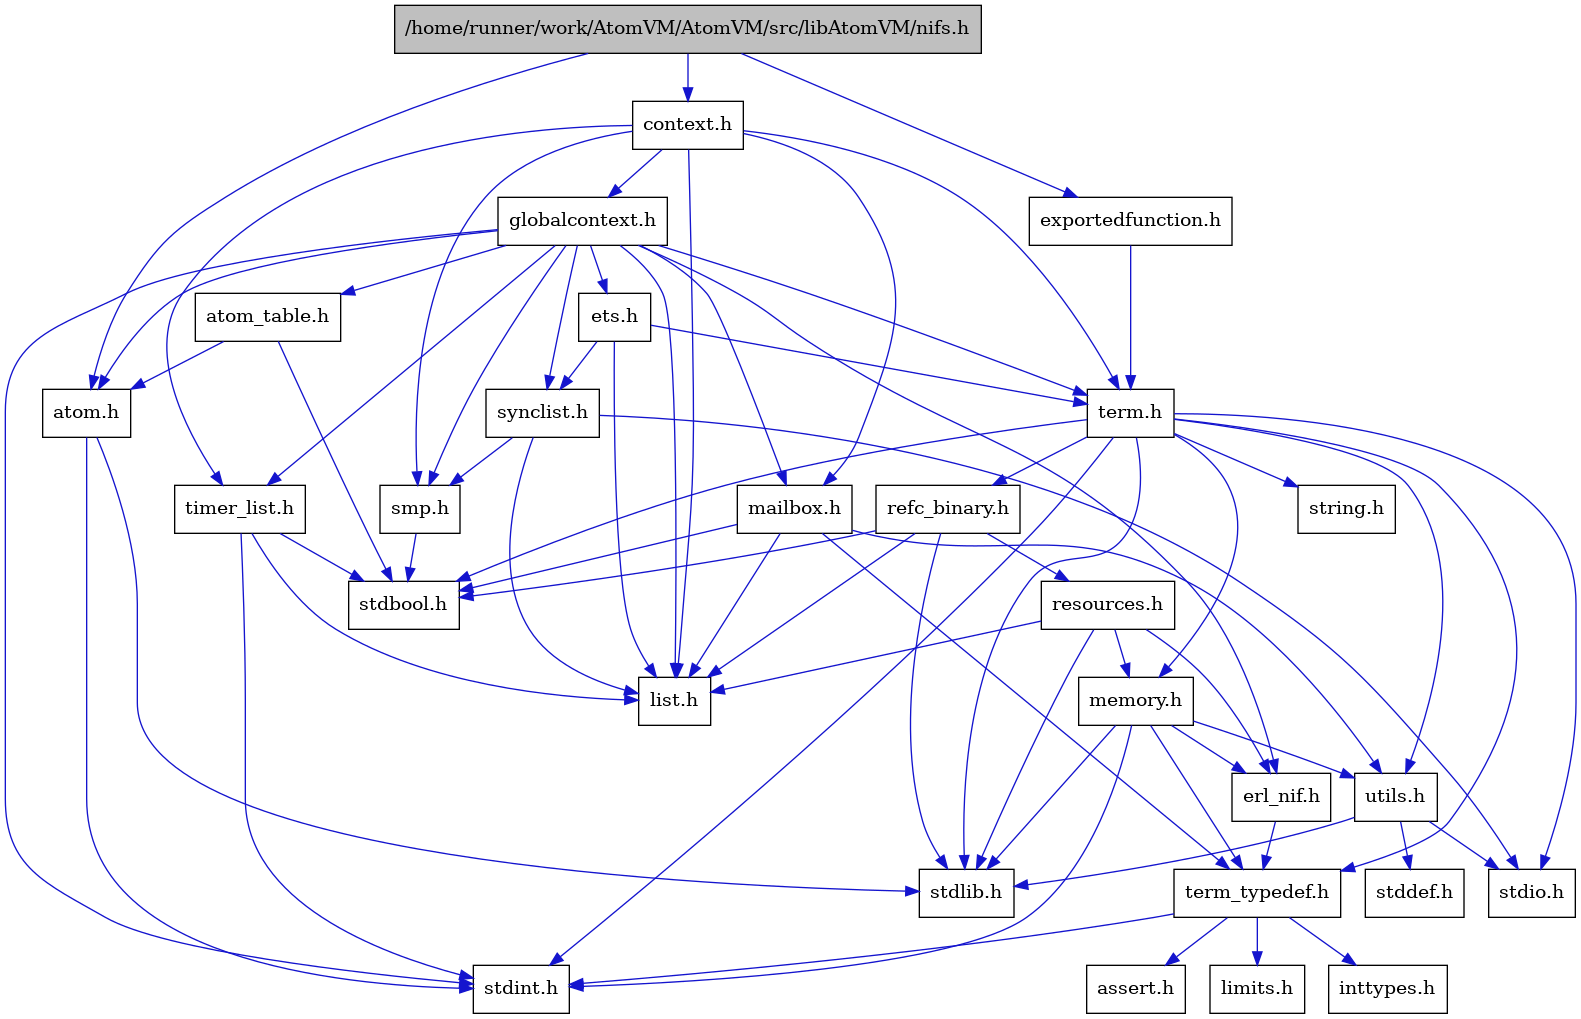 /home/runner/work/AtomVM/AtomVM/src/libAtomVM/nifs.h
context.h
globalcontext.h
exportedfunction.h
atom_table.h
ets.h
atom.h
synclist.h
term.h
timer_list.h
smp.h
mailbox.h
refc_binary.h
string.h
stdbool.h
resources.h
list.h
memory.h
erl_nif.h
utils.h
stdlib.h
term_typedef.h
stddef.h
stdio.h
stdint.h
assert.h
limits.h
inttypes.h